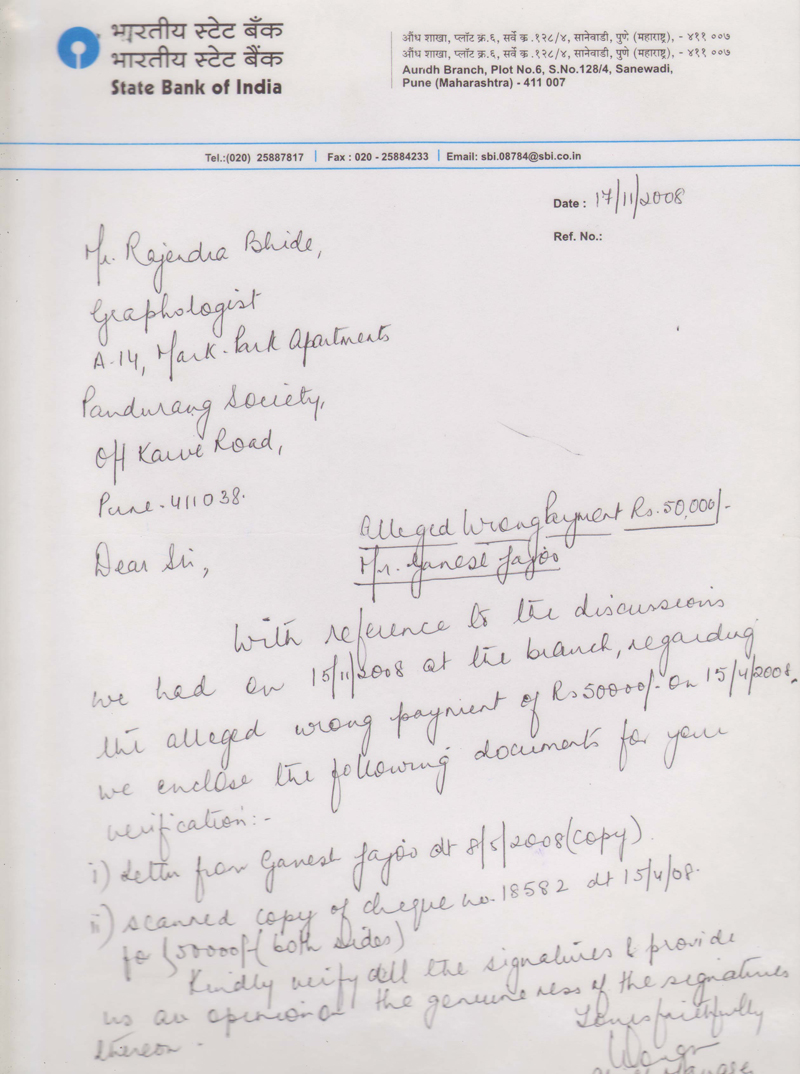 भारतीय स्टेट बँक
भारतीय स्टेट बैंक
State Bank of India
औंध शाखा, प्लॉट क्र.६, सर्वे क्र.१२८/४, सानेवाडी, पुणे (महाराष्ट्र), - ४११ ००७
औंध शाखा, प्लॉट क्र.६, सर्वे क्र.१२८/४, सानेवाडी, पुणे (महाराष्ट्र), - ४११ ००७
Aundh Branch, Plot No.6, S.No.128/4, Sanewadi,
Pune (Maharashtra) - 411 007
Tel.:(020) 25887817 | Fax : 020 - 25884233 | Email: sbi.08784@sbi.co.in
Date : 17/11/2008
Ref. No.:
Mr. Rajendra Bhide,
Graphologist
A-14, Mark-Park Apartments
Pandurang Society,
Off Karve Road,
Pune-411038.
Alleged Wrong Payment Rs.50,000/-
Mr. Ganesh Jajoo
Dear Sir,
With reference to the discussions
we had on 15/11/2008 at the branch, regarding
the alleged wrong payment of Rs 50000/- on 15/4/2008.
we enclose the following documents for your
verification:-
i) Letter from Ganesh Jajoo dt 8/5/2008 (copy)
ii) scanned copy of cheque no. 18582 dt 15/4/08.
for 50000/- (both sides)
Kindly verify all the signatures & provide
us an opinion on the genuineness of the signatures
thereon.
Yours faithfully
Manager